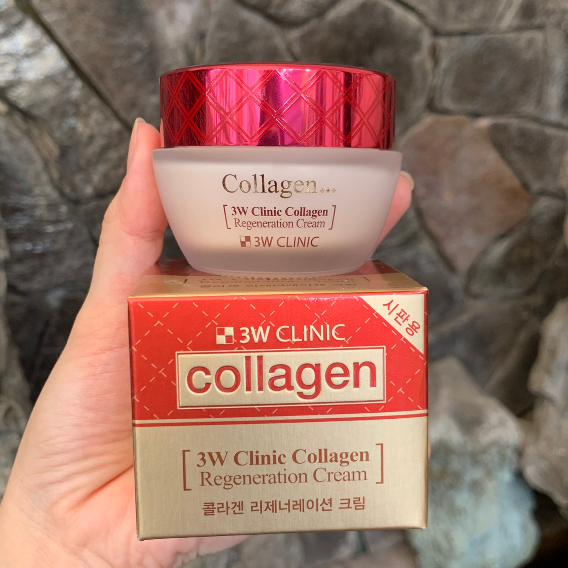 Collagen...
[3W Clinic Collagen
Regeneration Cream]
3W CLINIC
시판용
3W CLINIC
collagen
[3W Clinic Collagen
Regeneration Cream]
콜라겐 리제너레이션 크림